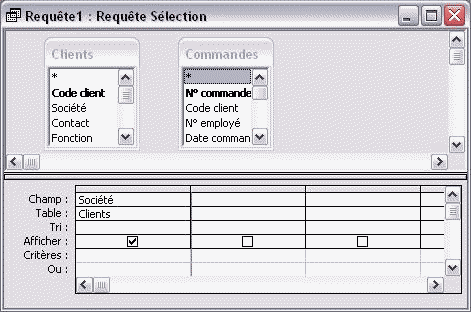 Requête1 : Requête Sélection
Clients
*
Code client
Société
Contact
Fonction
Commandes
*
N° commande
Code client
N° employé
Date comman
Champ : Société
Table : Clients
Tri :
Afficher :
Critères :
Ou :